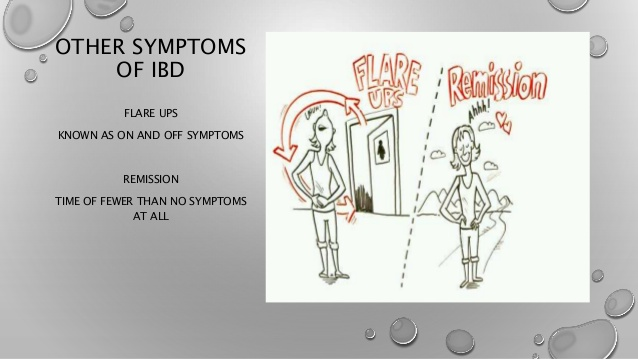 OTHER SYMPTOMS
OF IBD
FLARE UPS
KNOWN AS ON AND OFF SYMPTOMS
REMISSION
TIME OF FEWER THAN NO SYMPTOMS
AT ALL
FLARE
UPS
Remission
Ahhh!